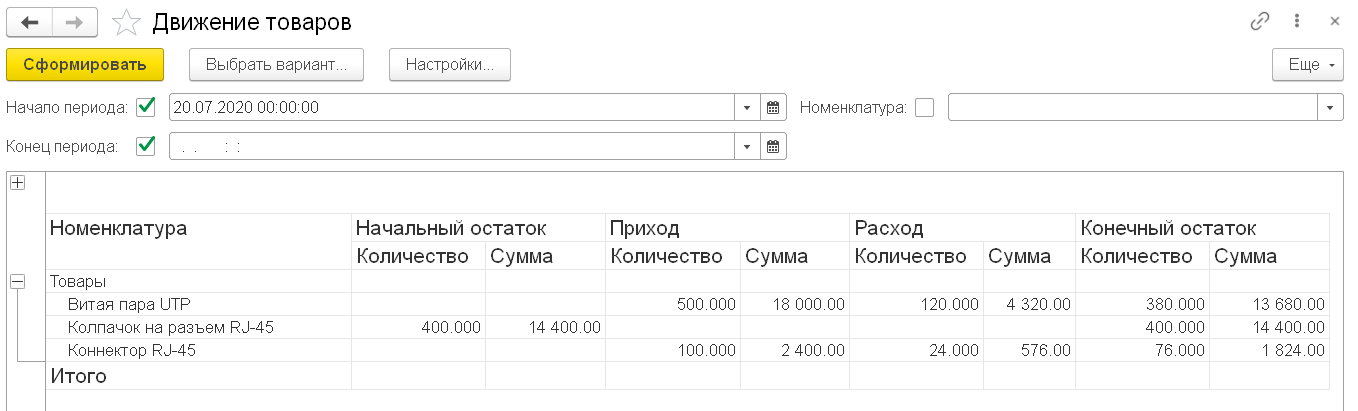 Движение товаров
Сформировать Выбрать вариант... Настройки... Еще
Начало периода: 20.07.2020 00:00:00 Номенклатура:
Конец периода: . . : :
Номенклатура Начальный остаток Приход Расход Конечный остаток
Количество Сумма Количество Сумма Количество Сумма Количество Сумма
Товары
Витая пара UTP 500.000 18 000.00 120.000 4 320.00 380.000 13 680.00
Колпачок на разъем RJ-45 400.000 14 400.00 400.000 14 400.00
Коннектор RJ-45 100.000 2 400.00 24.000 576.00 76.000 1 824.00
Итого